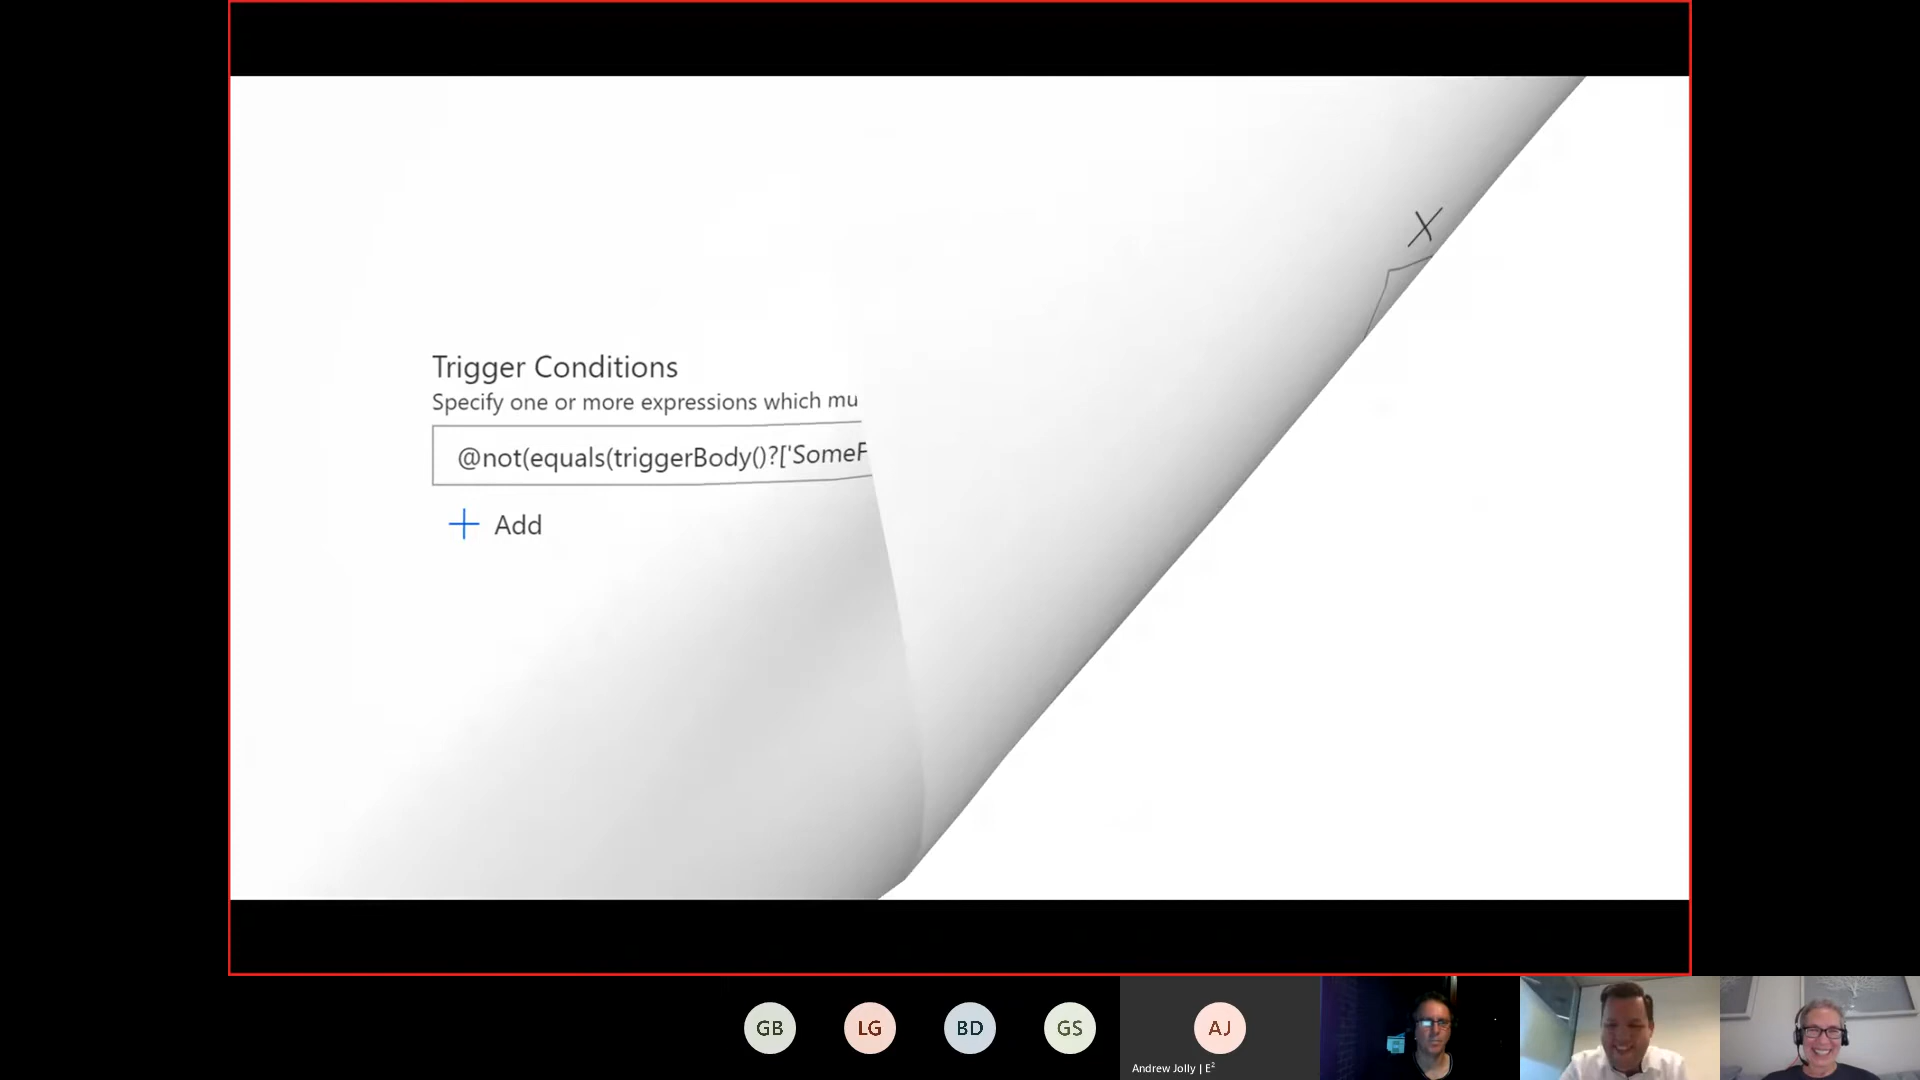 Trigger Conditions
Specify one or more expressions which mu
@not(equals(triggerBody()?['SomeF
Add
GB
LG
BD
GS
AJ
Andrew Jolly | E²